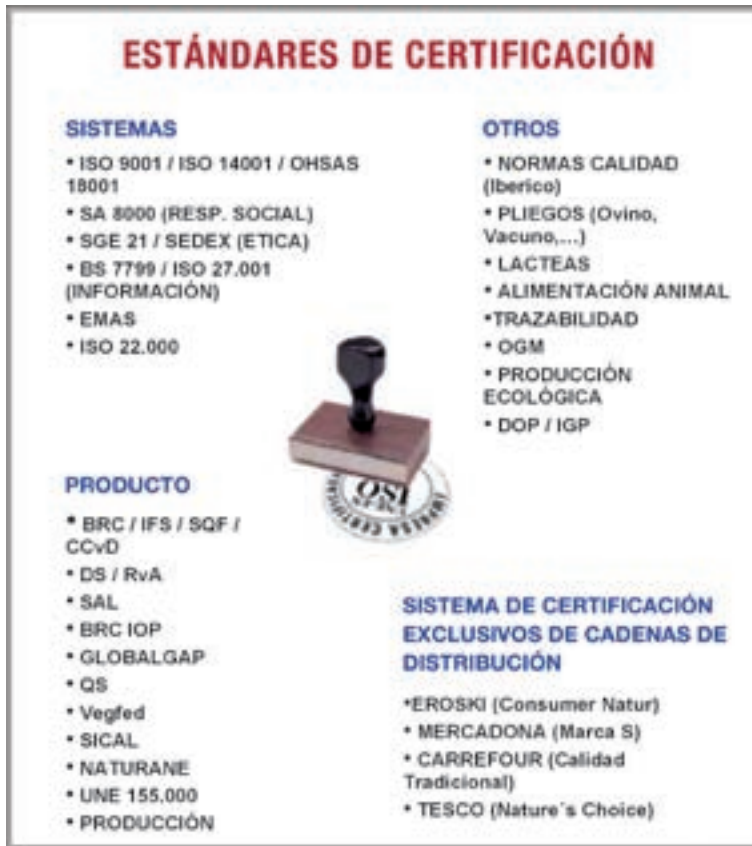 ESTÁNDARES DE CERTIFICACIÓN
SISTEMAS
• ISO 9001 / ISO 14001 / OHSAS
18001
• SA 8000 (RESP. SOCIAL)
• SGE 21 / SEDEX (ETICA)
• BS 7799 / ISO 27.001
(INFORMACIÓN)
• EMAS
• ISO 22.000
OTROS
• NORMAS CALIDAD
(Iberico)
• PLIEGOS (Ovino,
Vacuno,...)
• LACTEAS
• ALIMENTACIÓN ANIMAL
•TRAZABILIDAD
• OGM
• PRODUCCIÓN
ECOLÓGICA
• DOP / IGP
PRODUCTO
• BRC / IFS / SQF /
CCvD
• DS / RvA
• SAL
• BRC IOP
• GLOBALGAP
• QS
• Vegfed
• SICAL
• NATURANE
• UNE 155.000
• PRODUCCIÓN
SISTEMA DE CERTIFICACIÓN
EXCLUSIVOS DE CADENAS DE
DISTRIBUCIÓN
•EROSKI (Consumer Natur)
• MERCADONA (Marca S)
• CARREFOUR (Calidad
Tradicional)
• TESCO (Nature´s Choice)